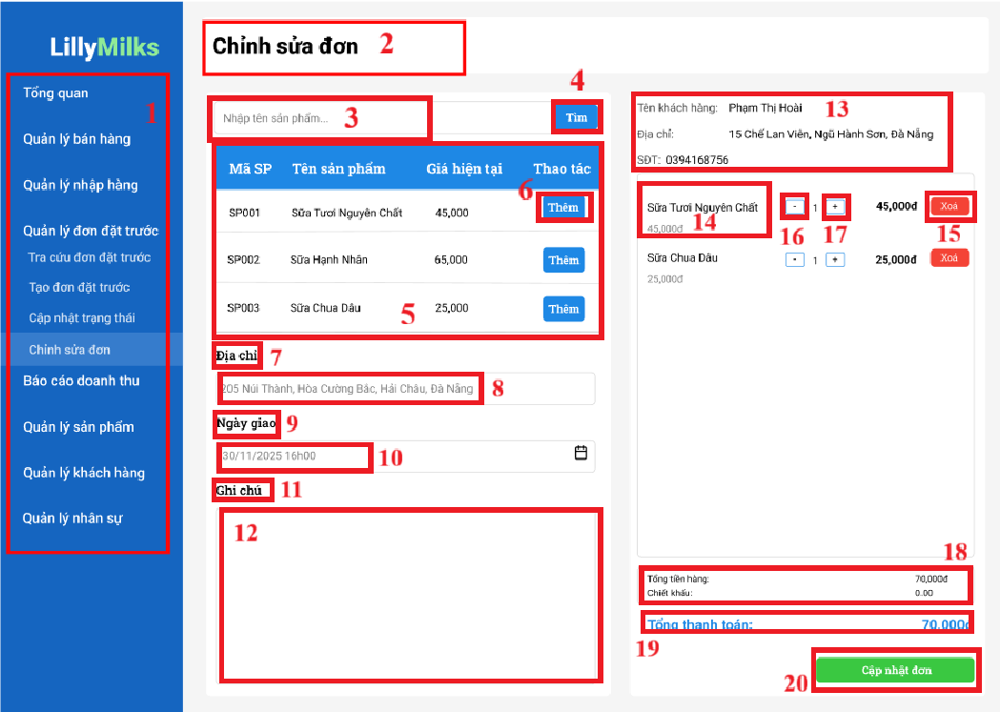 LillyMilks
Tổng quan
1
Quản lý bán hàng
Quản lý nhập hàng
Quản lý đơn đặt trước
Tra cứu đơn đặt trước
Tạo đơn đặt trước
Cập nhật trạng thái
Chỉnh sửa đơn
Báo cáo doanh thu
Quản lý sản phẩm
Quản lý khách hàng
Quản lý nhân sự
Chỉnh sửa đơn 2
4
Nhập tên sản phẩm... 3 Tìm
Mã SP Tên sản phẩm Giá hiện tại Thao tác
6
SP001 Sữa Tươi Nguyên Chất 45,000 Thêm
SP002 Sữa Hạnh Nhân 65,000 Thêm
SP003 Sữa Chua Dâu 25,000 Thêm
5
Địa chỉ 7
205 Núi Thành, Hòa Cường Bắc, Hải Châu, Đà Nẵng 8
Ngày giao 9
30/11/2025 16h00 10
Ghi chú 11
12
Tên khách hàng: Phạm Thị Hoài 13
Địa chỉ: 15 Chế Lan Viên, Ngũ Hành Sơn, Đà Nẵng
SĐT: 0394168756
Sữa Tươi Nguyên Chất - 1 + 45,000đ Xoá
45,000đ 14 16 17 15
Sữa Chua Dâu - 1 + 25,000đ Xoá
25,000đ
18
Tổng tiền hàng: 70,000đ
Chiết khấu: 0.00
Tổng thanh toán: 70,000đ
19
20 Cập nhật đơn